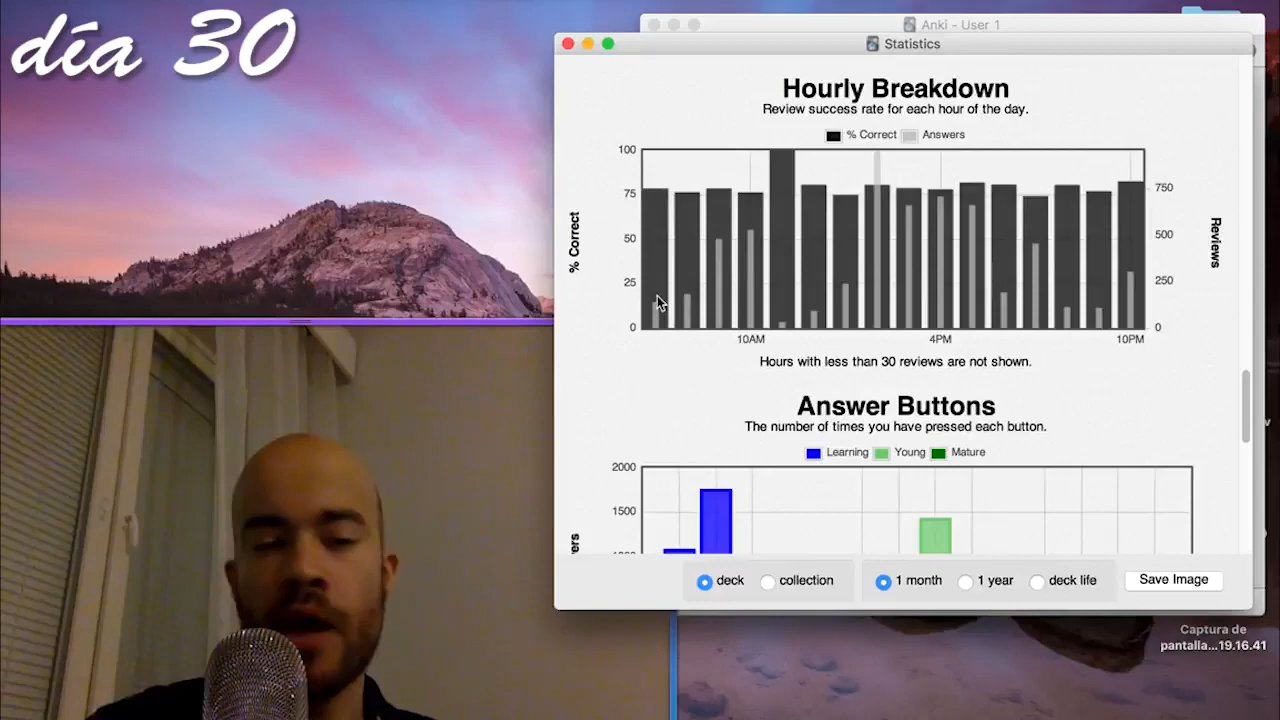 día 30
Anki - User 1
Statistics
Hourly Breakdown
Review success rate for each hour of the day.
% Correct Answers
100
75
50
25
0
% Correct
750
500
250
0
Reviews
10AM 4PM 10PM
Hours with less than 30 reviews are not shown.
Answer Buttons
The number of times you have pressed each button.
Learning Young Mature
2000
1500
deck collection 1 month 1 year deck life Save Image
Captura de
pantalla...19.16.41